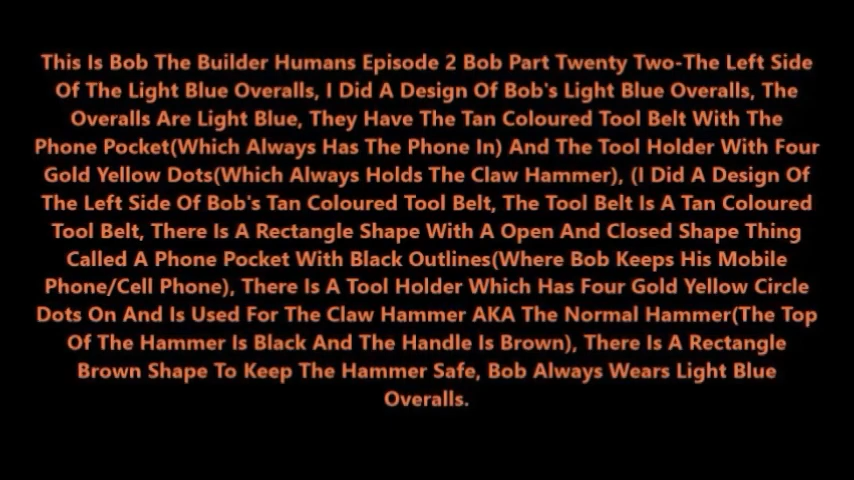 This Is Bob The Builder Humans Episode 2 Bob Part Twenty Two-The Left Side
Of The Light Blue Overalls, I Did A Design Of Bob's Light Blue Overalls, The
Overalls Are Light Blue, They Have The Tan Coloured Tool Belt With The
Phone Pocket(Which Always Has The Phone In) And The Tool Holder With Four
Gold Yellow Dots(Which Always Holds The Claw Hammer), (I Did A Design Of
The Left Side Of Bob's Tan Coloured Tool Belt, The Tool Belt Is A Tan Coloured
Tool Belt, There Is A Rectangle Shape With A Open And Closed Shape Thing
Called A Phone Pocket With Black Outlines(Where Bob Keeps His Mobile
Phone/Cell Phone), There Is A Tool Holder Which Has Four Gold Yellow Circle
Dots On And Is Used For The Claw Hammer AKA The Normal Hammer(The Top
Of The Hammer Is Black And The Handle Is Brown), There Is A Rectangle
Brown Shape To Keep The Hammer Safe, Bob Always Wears Light Blue
Overalls.